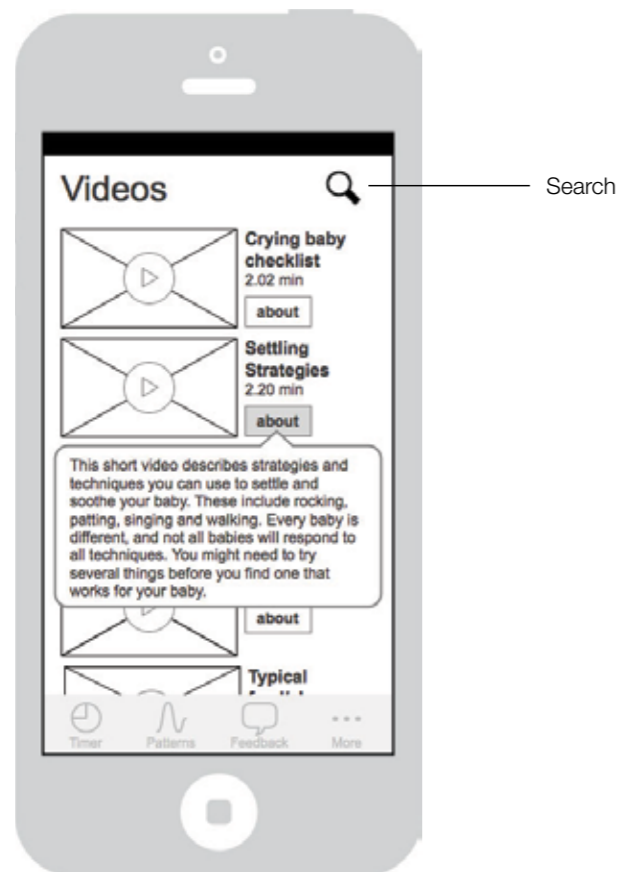 Videos
Search
Crying baby
checklist
2.02 min
about
Settling
Strategies
2.20 min
about
This short video describes strategies and
techniques you can use to settle and
soothe your baby. These include rocking,
patting, singing and walking. Every baby is
different, and not all babies will respond to
all techniques. You might need to try
several things before you find one that
works for your baby.
about
Typical
Timer Patterns Feedback More